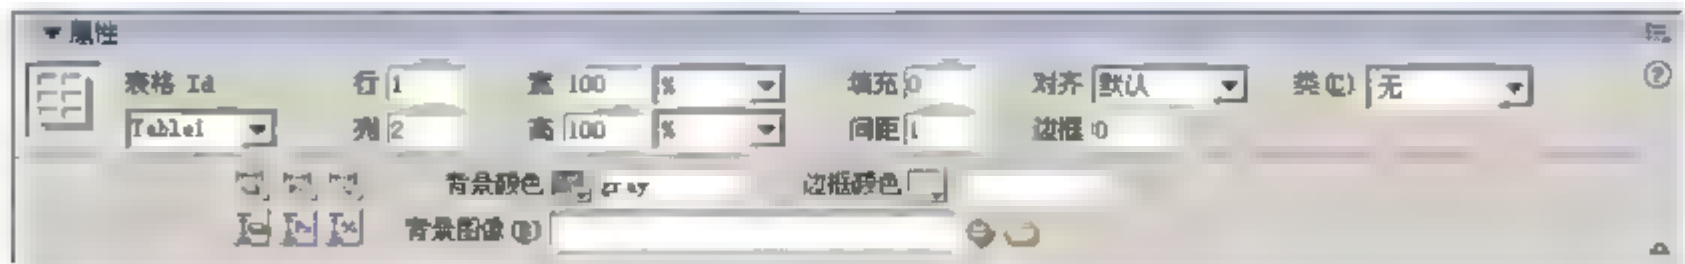 属性
表格 Id 行 1 宽 100 % 填充 0 对齐 默认 类(C) 无
Table1 列 2 高 100 % 间距 1 边框 0
背景颜色 gray 边框颜色
背景图像(B)